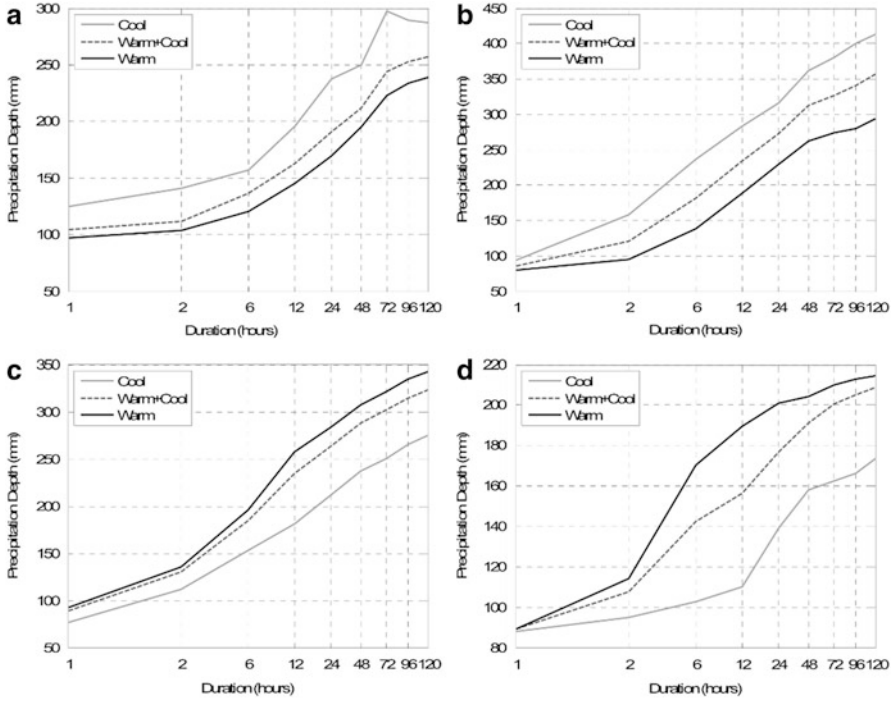 a
300
250
200
150
100
50
Precipitation Depth (mm)
Cool
Warm+Cool
Warm
1 2 6 12 24 48 72 96 120
Duration (hours)
b
450
400
350
300
250
200
150
100
50
Precipitation Depth (mm)
Cool
Warm+Cool
Warm
1 2 6 12 24 48 72 96 120
Duration (hours)
c
350
300
250
200
150
100
50
Precipitation Depth (mm)
Cool
Warm+Cool
Warm
1 2 6 12 24 48 72 96 120
Duration (hours)
d
220
200
180
160
140
120
100
80
Precipitation Depth (mm)
Cool
Warm+Cool
Warm
1 2 6 12 24 48 72 96 120
Duration (hours)